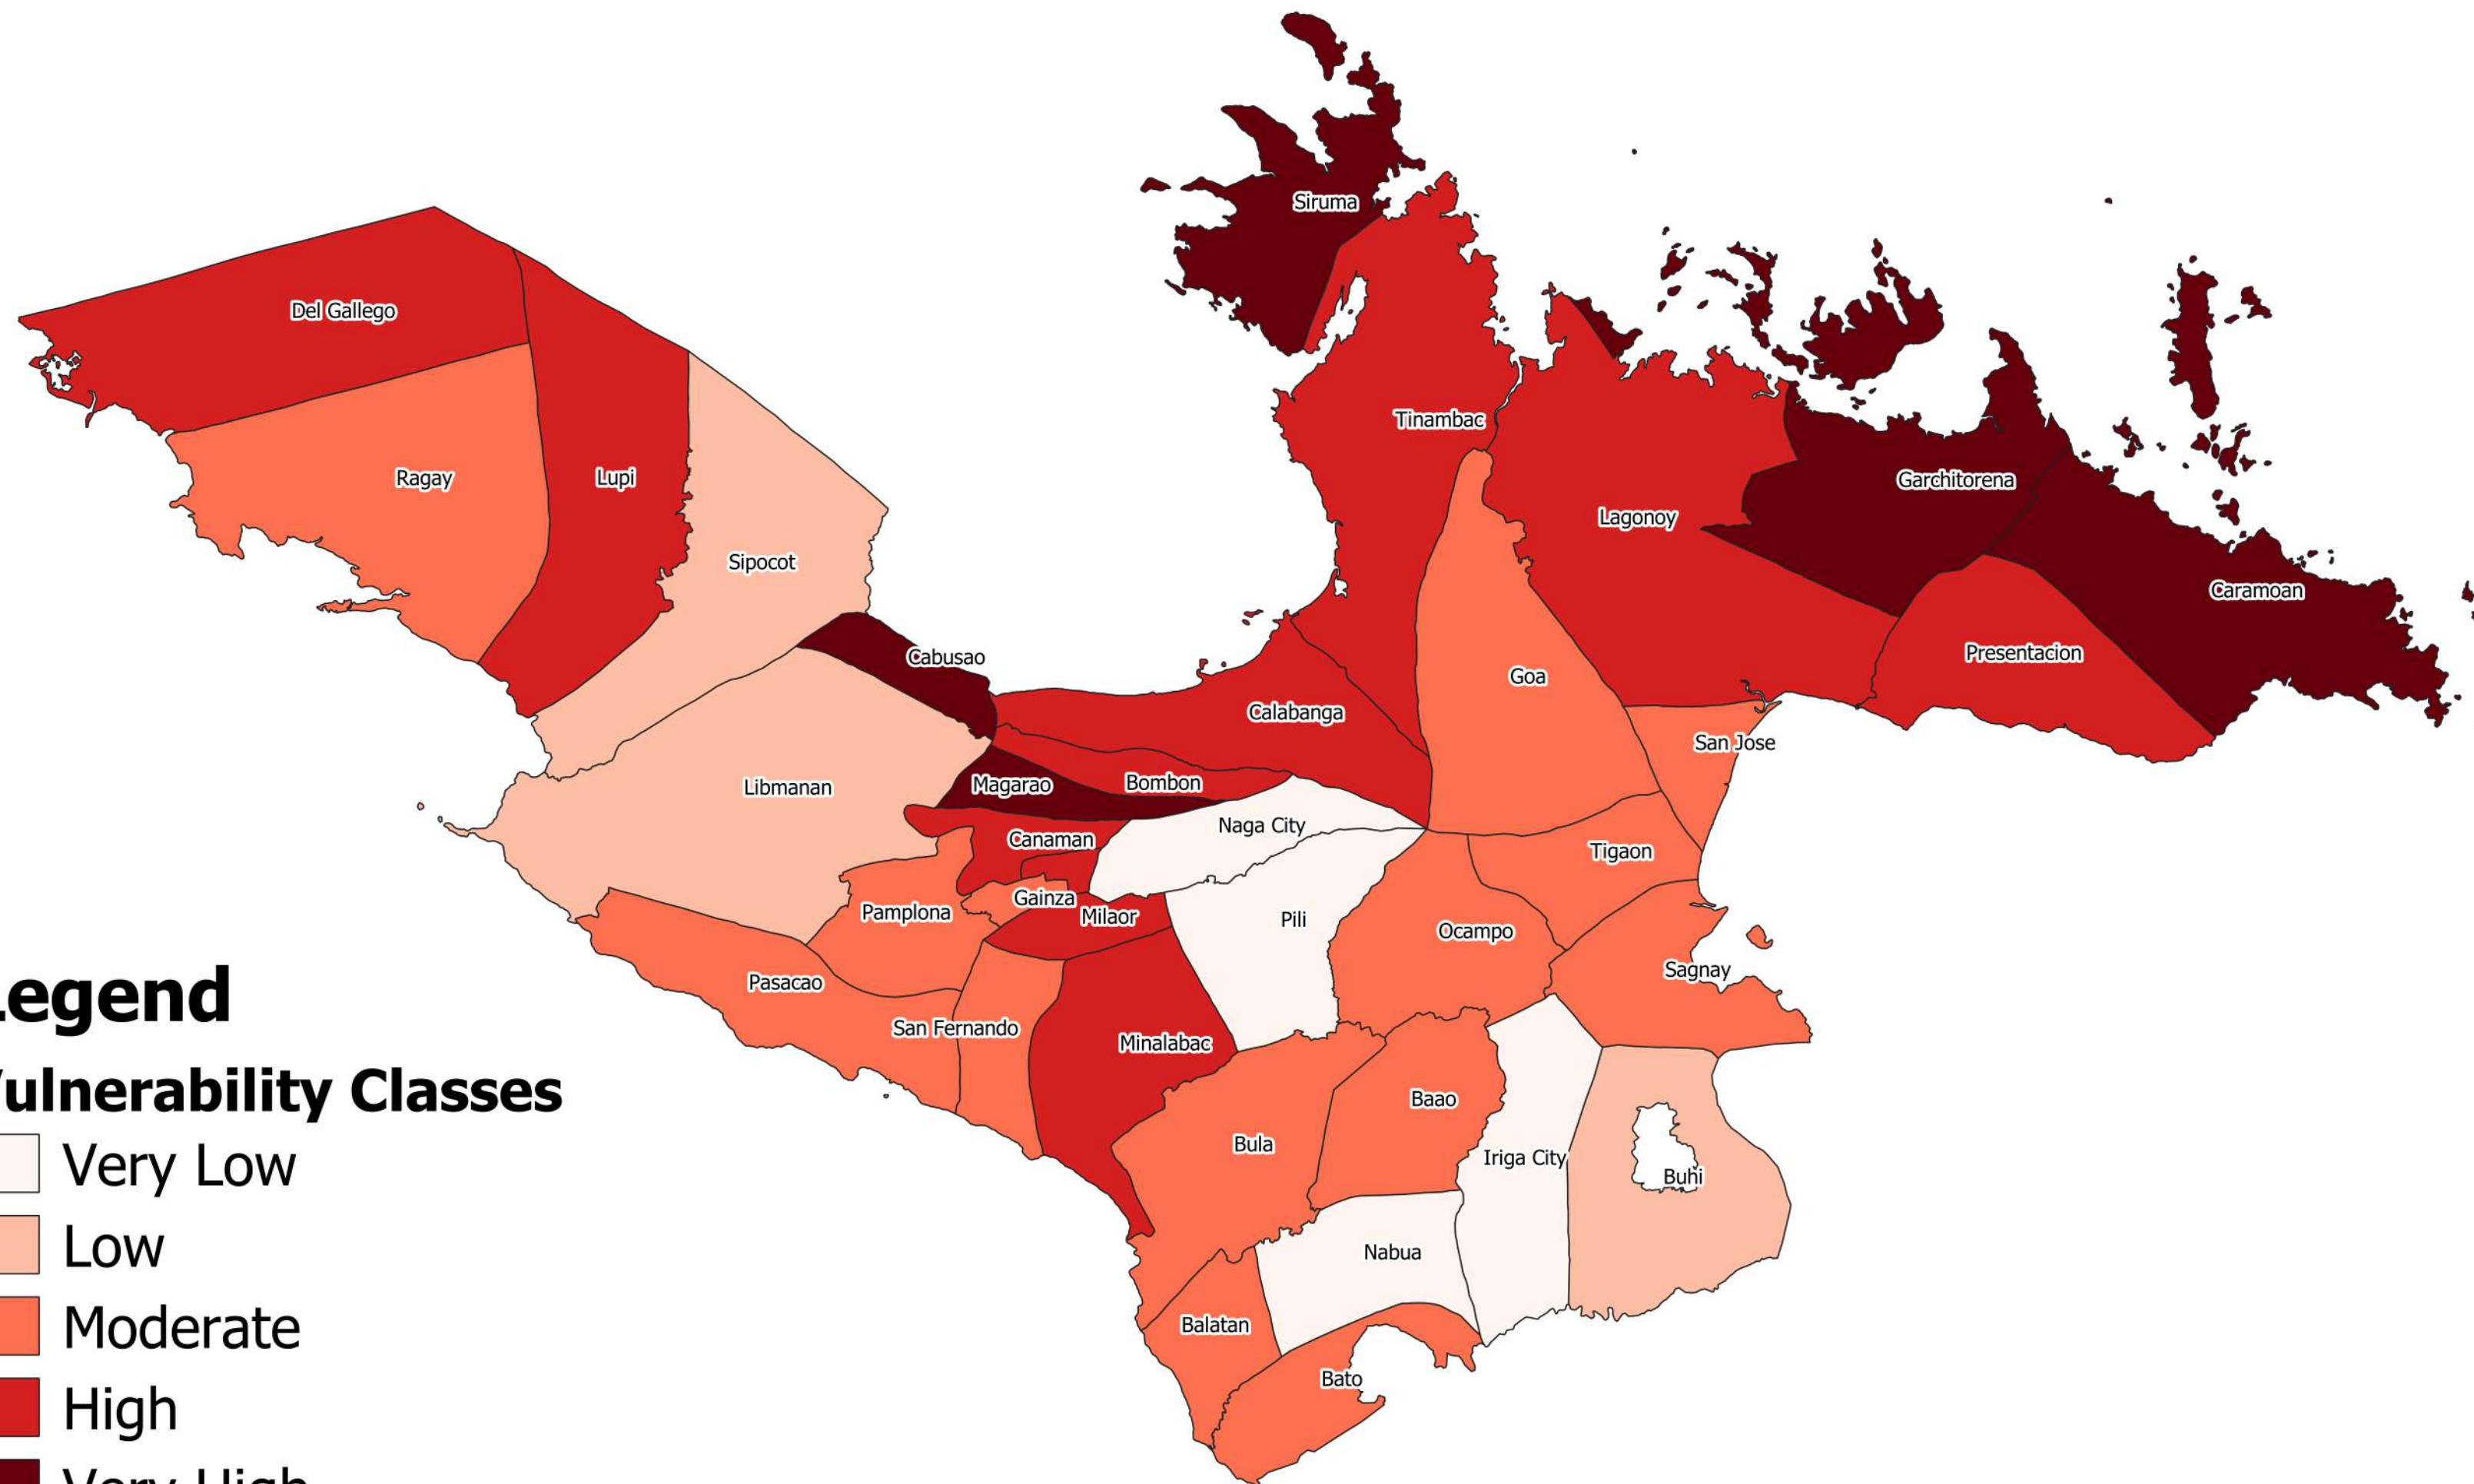 Siruma
Del Gallego
Tinambac
Ragay
Lupi
Garchitorena
Lagonoy
Sipocot
Caramoan
Cabusao
Presentacion
Goa
Calabanga
San Jose
Libmanan
Magarao
Bombon
Naga City
Canaman
Tigaon
Gainza
Pamplona
Milaor
Pili
Ocampo
Sagnay
Pasacao
San Fernando
Minalabac
Baao
Bula
Iriga City
Buhi
Nabua
Balatan
Bato
egend
ulnerability Classes
Very Low
Low
Moderate
High
Very High